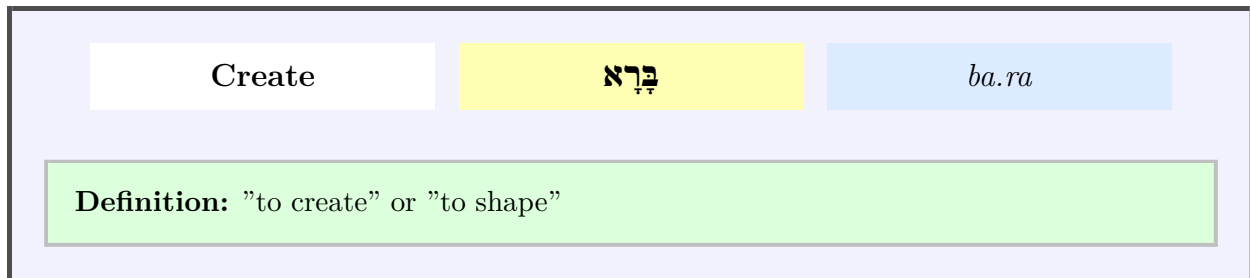 Create
בָּרָא
ba.ra
Definition: ”to create” or ”to shape”